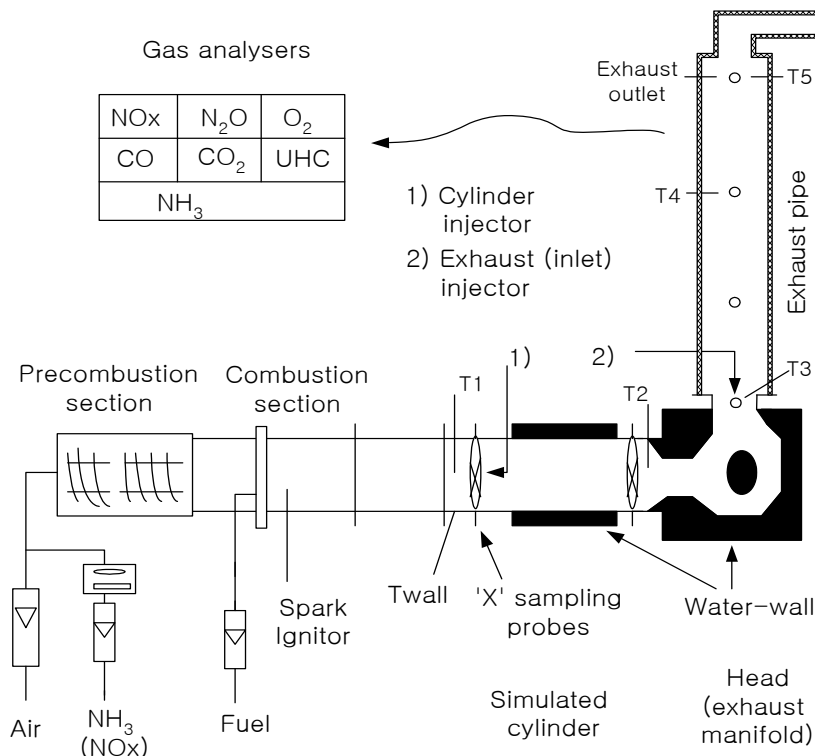 Gas analysers
NOx N₂O O₂
CO CO₂ UHC
NH₃
1) Cylinder
injector
2) Exhaust (inlet)
injector
Exhaust
outlet
T5
T4
Exhaust pipe
T3
2)
1)
T2
T1
Precombustion
section
Combustion
section
Twall
'X' sampling
probes
Water-wall
Spark
Ignitor
Air
NH₃
(NOx)
Fuel
Simulated
cylinder
Head
(exhaust
manifold)